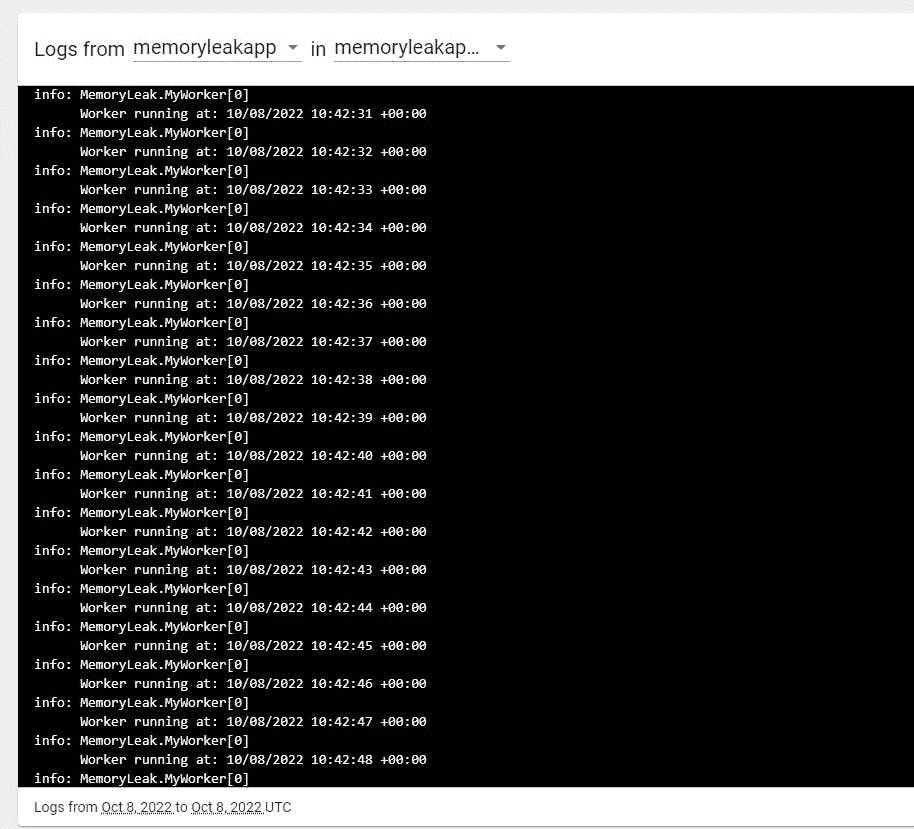 Logs from memoryleakapp in memoryleakap...
info: MemoryLeak.MyWorker[0]
Worker running at: 10/08/2022 10:42:31 +00:00
info: MemoryLeak.MyWorker[0]
Worker running at: 10/08/2022 10:42:32 +00:00
info: MemoryLeak.MyWorker[0]
Worker running at: 10/08/2022 10:42:33 +00:00
info: MemoryLeak.MyWorker[0]
Worker running at: 10/08/2022 10:42:34 +00:00
info: MemoryLeak.MyWorker[0]
Worker running at: 10/08/2022 10:42:35 +00:00
info: MemoryLeak.MyWorker[0]
Worker running at: 10/08/2022 10:42:36 +00:00
info: MemoryLeak.MyWorker[0]
Worker running at: 10/08/2022 10:42:37 +00:00
info: MemoryLeak.MyWorker[0]
Worker running at: 10/08/2022 10:42:38 +00:00
info: MemoryLeak.MyWorker[0]
Worker running at: 10/08/2022 10:42:39 +00:00
info: MemoryLeak.MyWorker[0]
Worker running at: 10/08/2022 10:42:40 +00:00
info: MemoryLeak.MyWorker[0]
Worker running at: 10/08/2022 10:42:41 +00:00
info: MemoryLeak.MyWorker[0]
Worker running at: 10/08/2022 10:42:42 +00:00
info: MemoryLeak.MyWorker[0]
Worker running at: 10/08/2022 10:42:43 +00:00
info: MemoryLeak.MyWorker[0]
Worker running at: 10/08/2022 10:42:44 +00:00
info: MemoryLeak.MyWorker[0]
Worker running at: 10/08/2022 10:42:45 +00:00
info: MemoryLeak.MyWorker[0]
Worker running at: 10/08/2022 10:42:46 +00:00
info: MemoryLeak.MyWorker[0]
Worker running at: 10/08/2022 10:42:47 +00:00
info: MemoryLeak.MyWorker[0]
Worker running at: 10/08/2022 10:42:48 +00:00
info: MemoryLeak.MyWorker[0]
Logs from Oct 8, 2022 to Oct 8, 2022 UTC